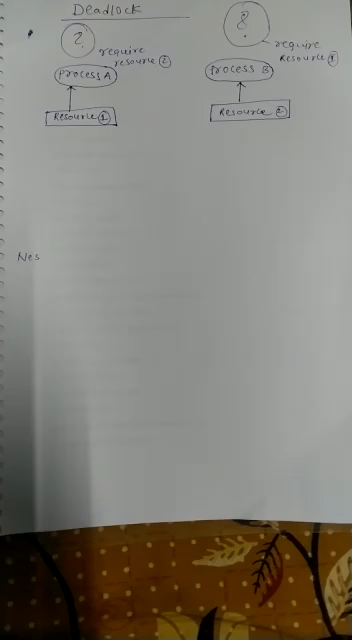 Deadlock
?
require
resource ②
Process A
Resource ①
?
require
Resource ①
Process B
Resource ②
Nes